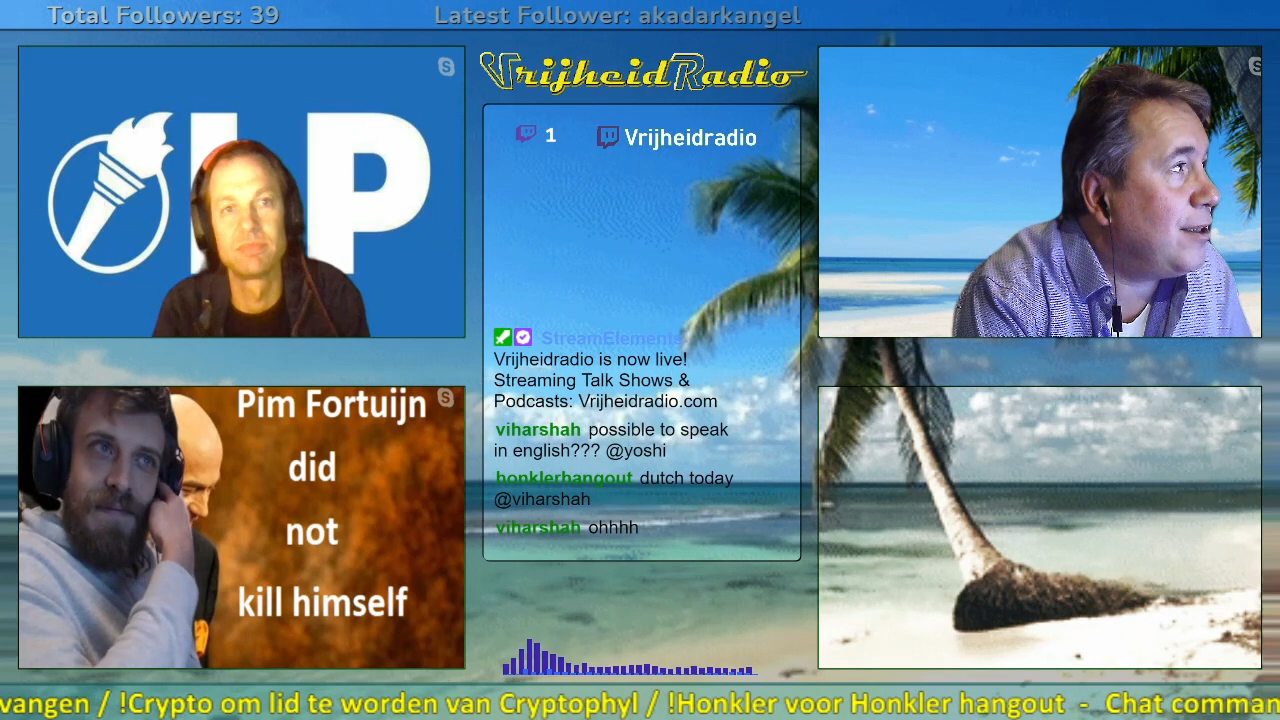 Total Followers: 39
Latest Follower: akadarkangel
VrijheidRadio
1
Vrijheidradio
LP
StreamElements
Vrijheidradio is now live!
Streaming Talk Shows &
Podcasts: Vrijheidradio.com
viharshah possible to speak
in english??? @yoshi
honklerhangout dutch today
@viharshah
viharshah ohhhh
Pim Fortuijn
did
not
kill himself
vangen / !Crypto om lid te worden van Cryptophyl / !Honkler voor Honkler hangout - Chat comman